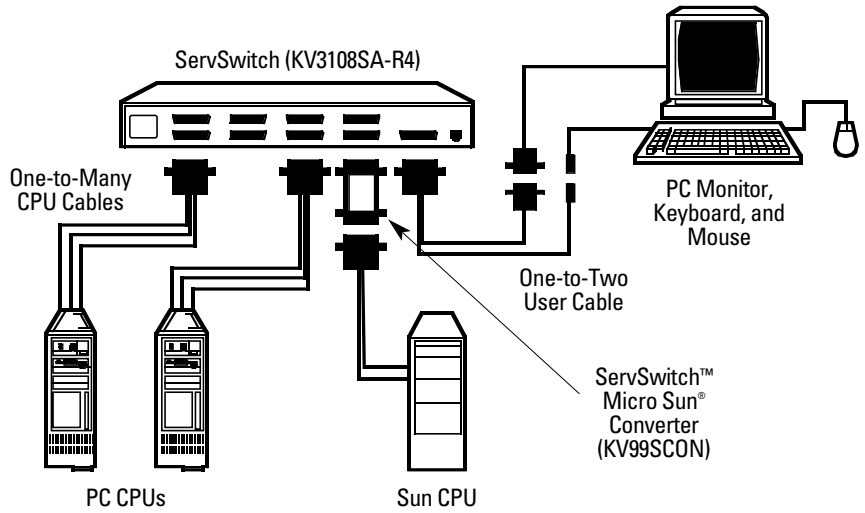 ServSwitch (KV3108SA-R4)
One-to-Many
CPU Cables
PC Monitor,
Keyboard, and
Mouse
One-to-Two
User Cable
ServSwitch™
Micro Sun®
Converter
(KV99SCON)
PC CPUs
Sun CPU